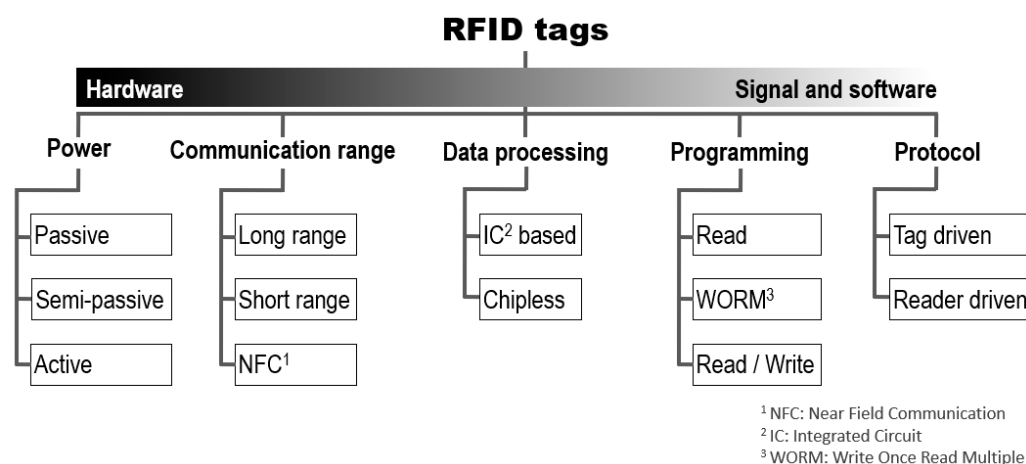 RFID tags
Hardware
Signal and software
Power
Communication range
Data processing
Programming
Protocol
Passive
Semi-passive
Active
Long range
Short range
NFC¹
IC² based
Chipless
Read
WORM³
Read / Write
Tag driven
Reader driven
¹ NFC: Near Field Communication
² IC: Integrated Circuit
³ WORM: Write Once Read Multiple